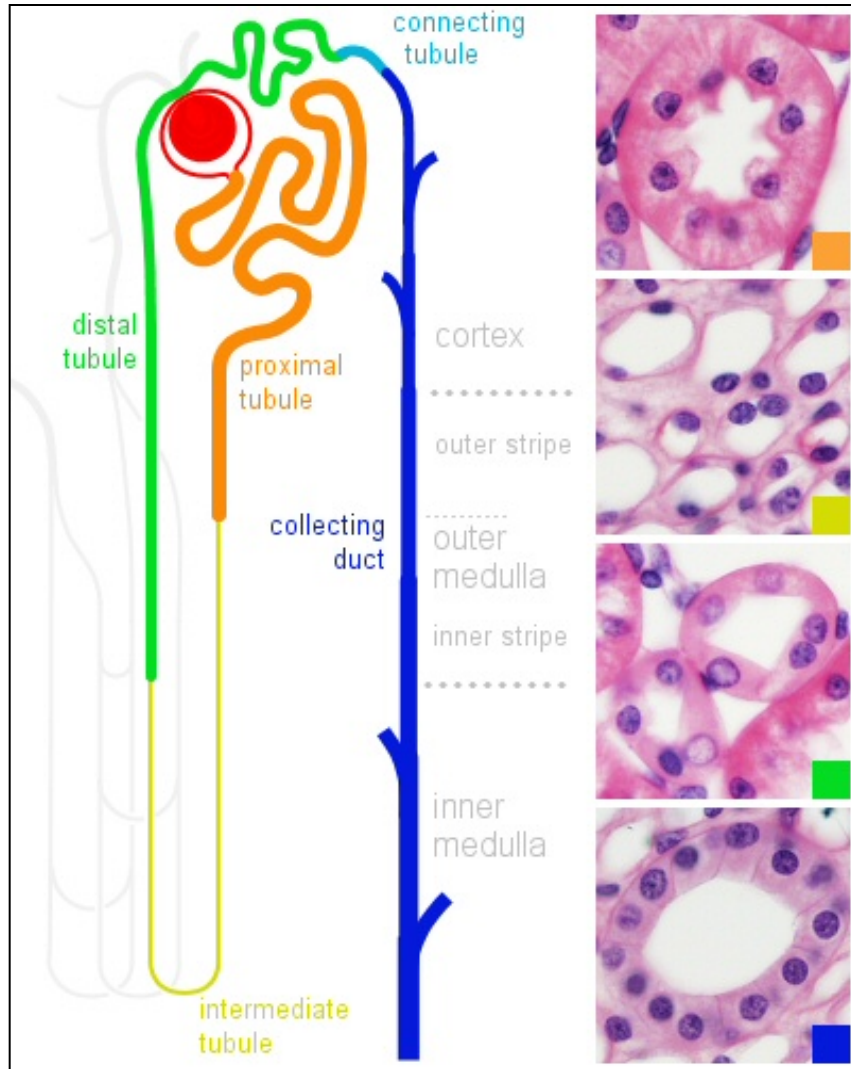 connecting
tubule
distal
tubule
proximal
tubule
cortex
outer stripe
collecting
duct
outer
medulla
inner stripe
inner
medulla
intermediate
tubule